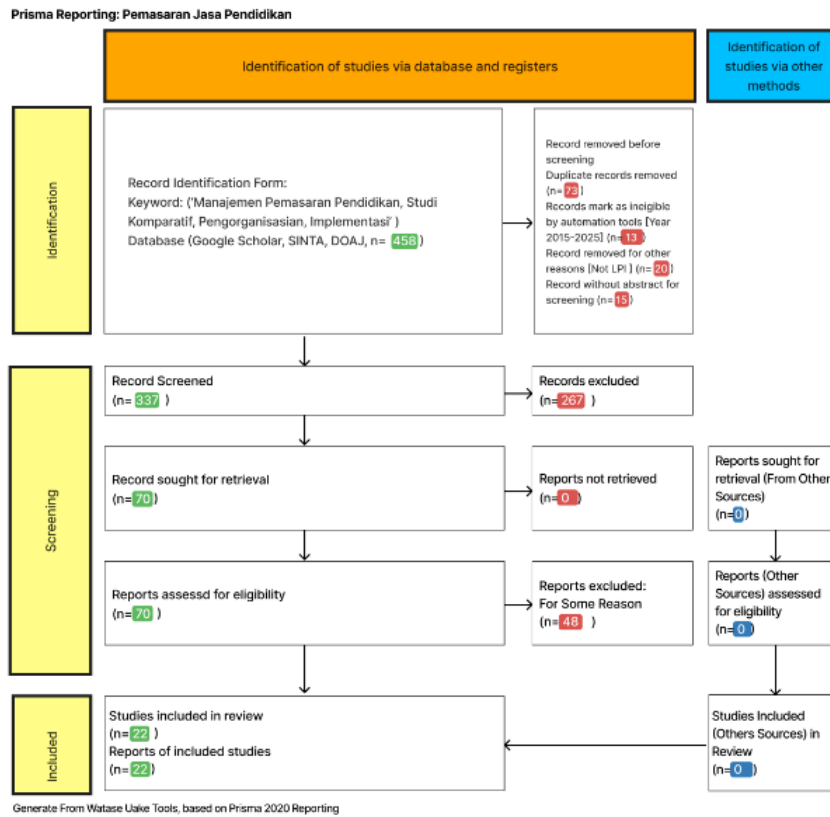 Prisma Reporting: Pemasaran Jasa Pendidikan
Identification of studies via database and registers
Identification of
studies via other
methods
Identification
Record Identification Form:
Keyword: ('Manajemen Pemasaran Pendidikan, Studi
Komparatif, Pengorganisasian, Implementasi' )
Database (Google Scholar, SINTA, DOAJ, n= 458)
Record removed before
screening
Duplicate records removed
(n= 73)
Records mark as ineligible
by automation tools [Year
2015-2025] (n= 13 )
Record removed for other
reasons [Not LPI ] (n= 20)
Record without abstract for
screening (n= 15)
Screening
Record Screened
(n= 337 )
Records excluded
(n= 267 )
Record sought for retrieval
(n= 70)
Reports not retrieved
(n= 0 )
Reports sought for
retrieval (From Other
Sources)
(n= 0)
Reports assessd for eligibility
(n= 70 )
Reports excluded:
For Some Reason
(n= 48 )
Reports (Other
Sources) assessed
for eligibility
(n= 0 )
Included
Studies included in review
(n= 22 )
Reports of included studies
(n= 22)
Studies Included
(Others Sources) in
Review
(n= 0 )
Generate From Watase Uake Tools, based on Prisma 2020 Reporting